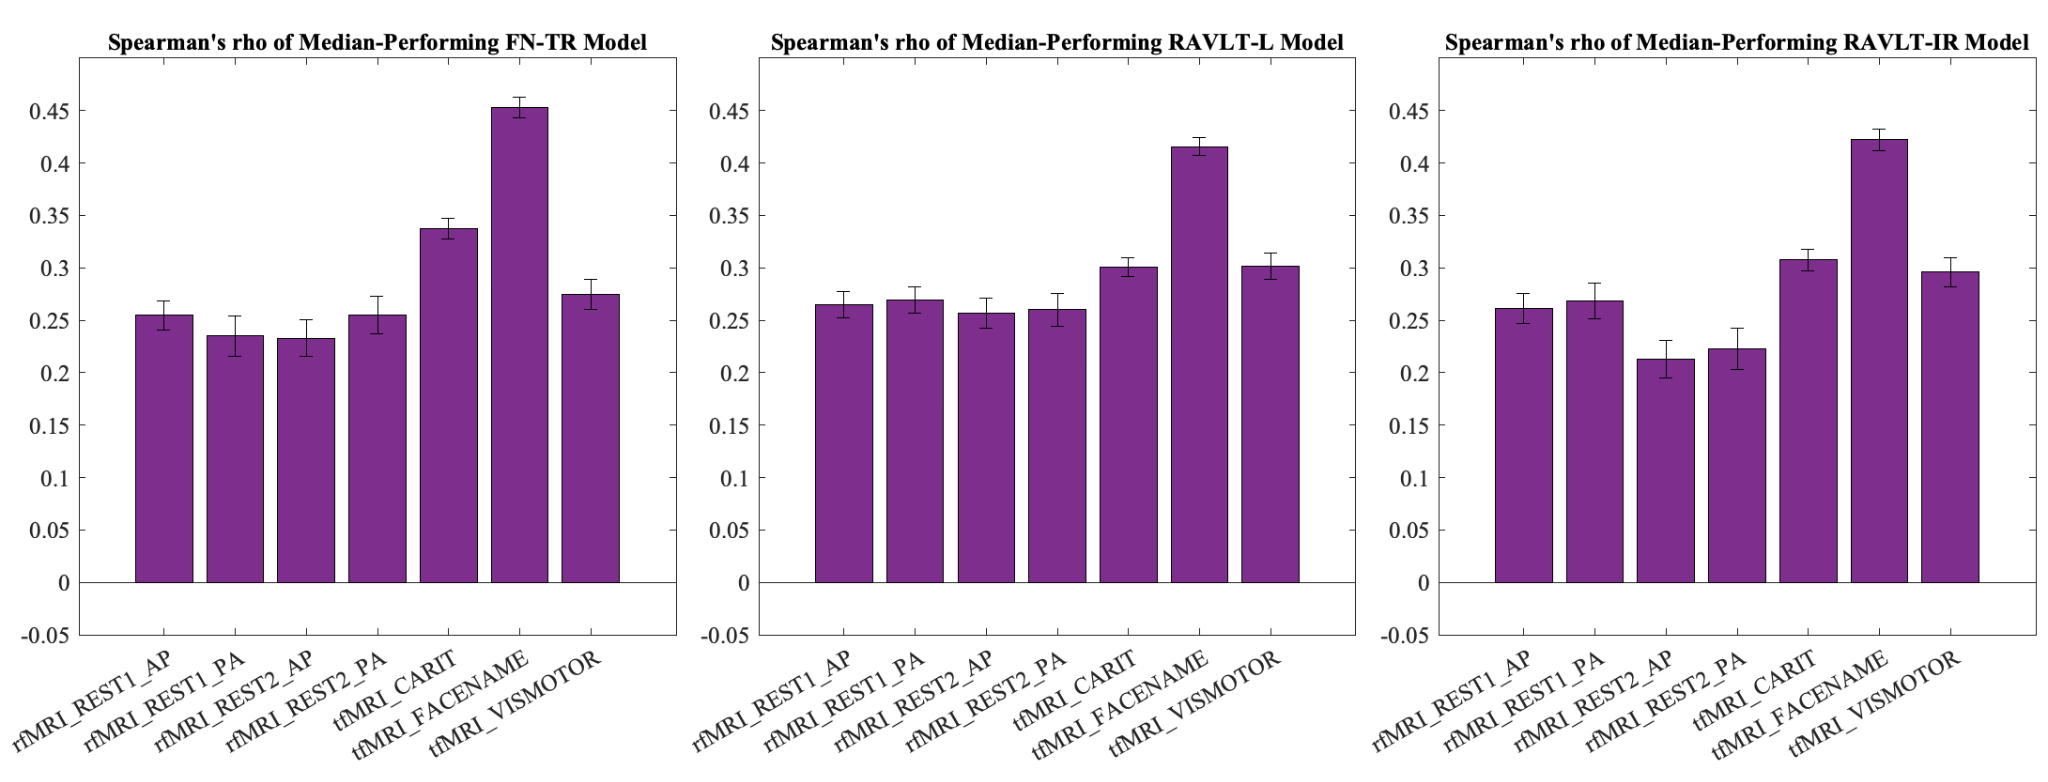 Spearman's rho of Median-Performing FN-TR Model
0.45
0.4
0.35
0.3
0.25
0.2
0.15
0.1
0.05
0
-0.05
rfMRI_REST1_AP
rfMRI_REST1_PA
rfMRI_REST2_AP
rfMRI_REST2_PA
tfMRI_CARIT
tfMRI_FACENAME
tfMRI_VISMOTOR
Spearman's rho of Median-Performing RAVLT-L Model
0.45
0.4
0.35
0.3
0.25
0.2
0.15
0.1
0.05
0
-0.05
rfMRI_REST1_AP
rfMRI_REST1_PA
rfMRI_REST2_AP
rfMRI_REST2_PA
tfMRI_CARIT
tfMRI_FACENAME
tfMRI_VISMOTOR
Spearman's rho of Median-Performing RAVLT-IR Model
0.45
0.4
0.35
0.3
0.25
0.2
0.15
0.1
0.05
0
-0.05
rfMRI_REST1_AP
rfMRI_REST1_PA
rfMRI_REST2_AP
rfMRI_REST2_PA
tfMRI_CARIT
tfMRI_FACENAME
tfMRI_VISMOTOR